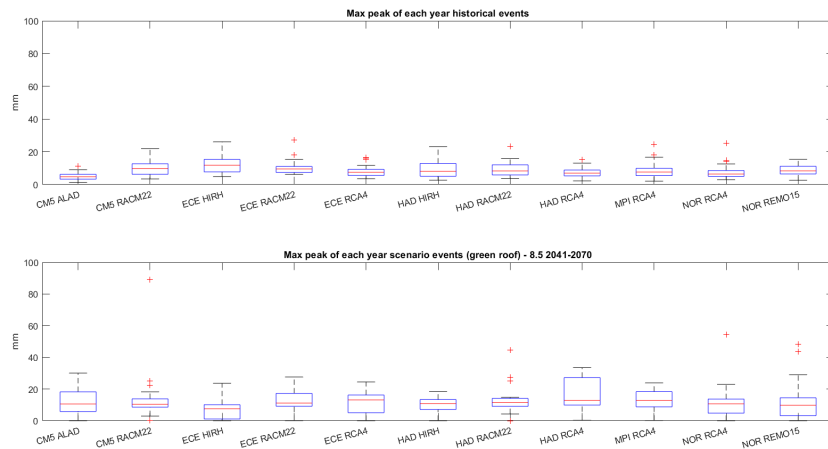 Max peak of each year historical events
100
80
60
40
20
0
mm
CM5 ALAD
CM5 RACM22
ECE HIRH
ECE RACM22
ECE RCA4
HAD HIRH
HAD RACM22
HAD RCA4
MPI RCA4
NOR RCA4
NOR REMO15
Max peak of each year scenario events (green roof) - 8.5 2041-2070
100
80
60
40
20
0
mm
CM5 ALAD
CM5 RACM22
ECE HIRH
ECE RACM22
ECE RCA4
HAD HIRH
HAD RACM22
HAD RCA4
MPI RCA4
NOR RCA4
NOR REMO15